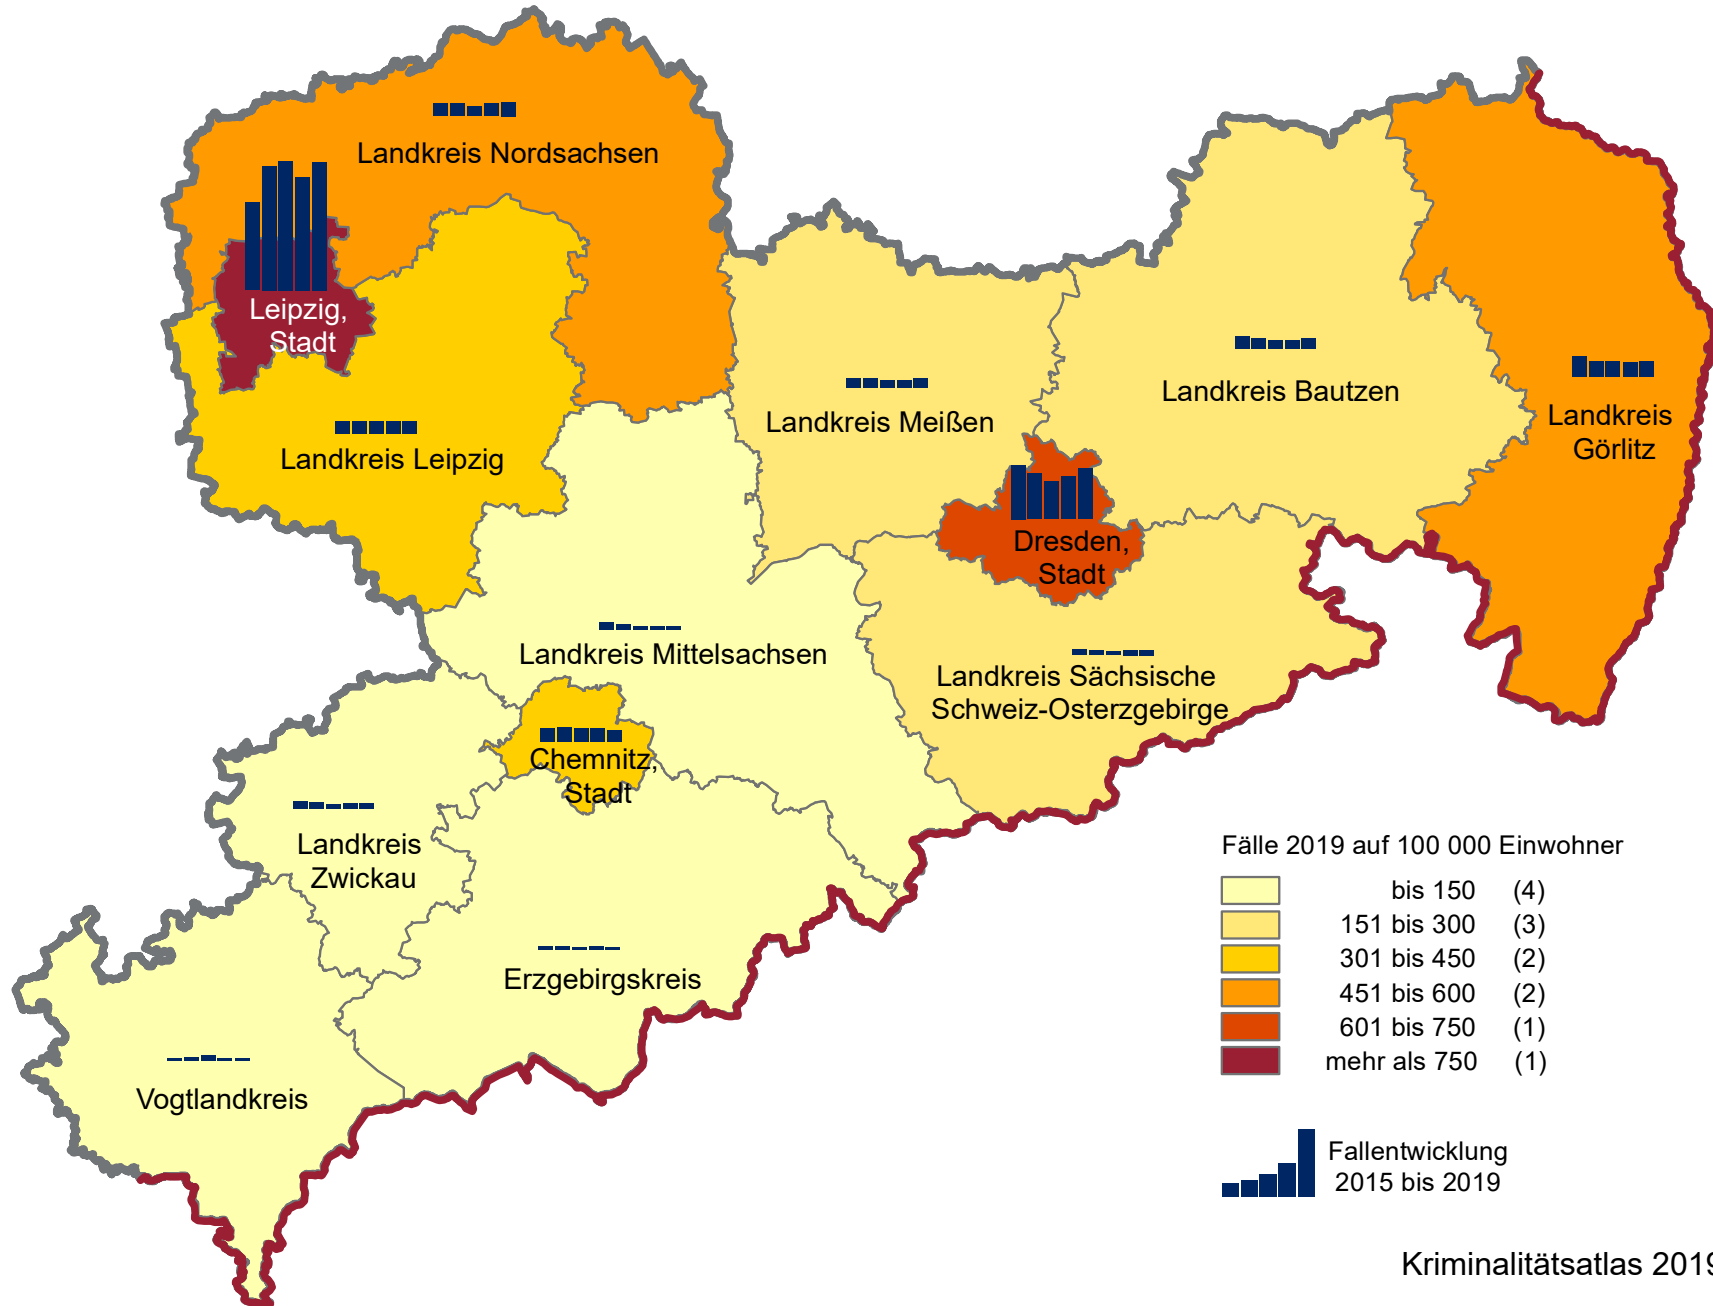 Landkreis Nordsachsen
Leipzig,
Stadt
Landkreis Leipzig
Landkreis Meißen
Landkreis Bautzen
Landkreis
Görlitz
Dresden,
Stadt
Landkreis Mittelsachsen
Landkreis Sächsische
Schweiz-Osterzgebirge
Chemnitz,
Stadt
Landkreis
Zwickau
Erzgebirgskreis
Vogtlandkreis
Fälle 2019 auf 100 000 Einwohner
bis 150 (4)
151 bis 300 (3)
301 bis 450 (2)
451 bis 600 (2)
601 bis 750 (1)
mehr als 750 (1)
Fallentwicklung
2015 bis 2019
Kriminalitätsatlas 2019